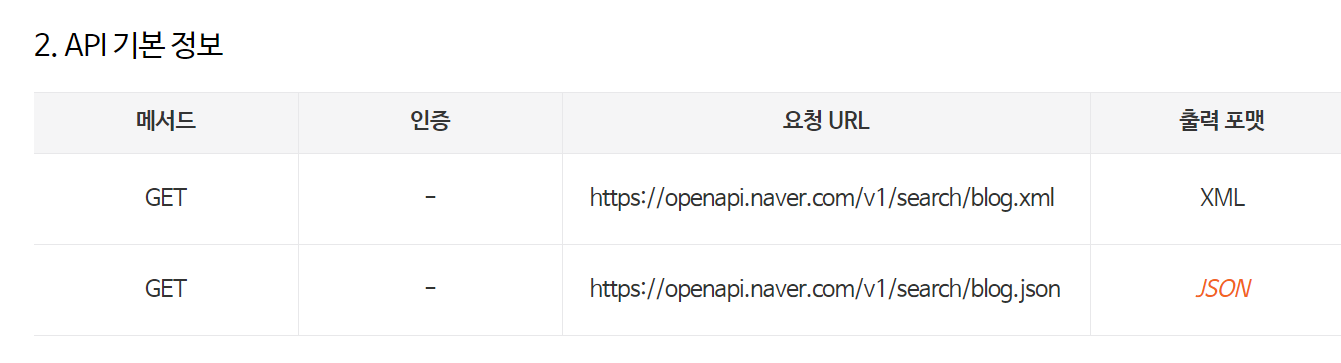 2. API 기본 정보
메서드 인증 요청 URL 출력 포맷
GET - https://openapi.naver.com/v1/search/blog.xml XML
GET - https://openapi.naver.com/v1/search/blog.json JSON